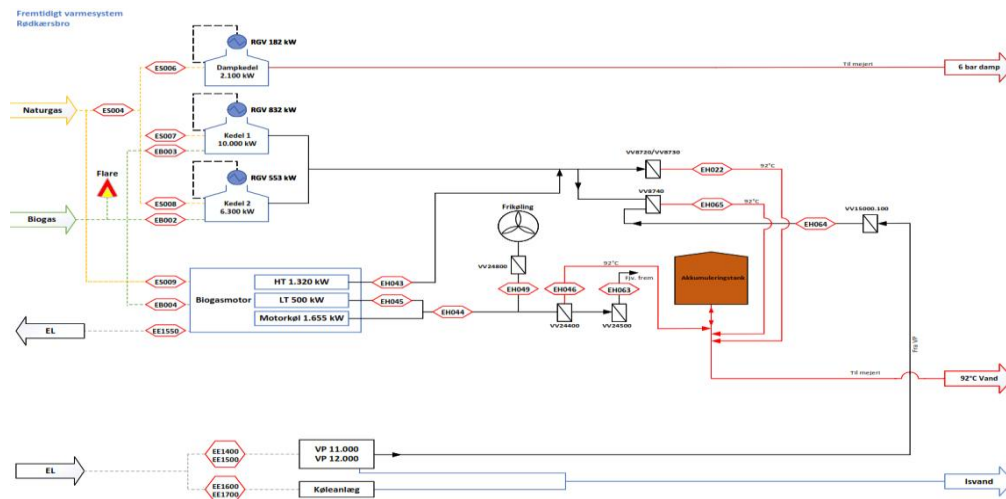 Fremtidigt varmesystem
Rødkærsbro
RGV 182 kW
ES006
Dampkedel
2.100 kW
Til mejeri
6 bar damp
Naturgas
ES004
RGV 832 kW
ES007
Kedel 1
10.000 kW
EB003
VV8720/VV8730
EH022
92°C
Flare
RGV 553 kW
VV8740
EH065
92°C
ES008
Kedel 2
6.300 kW
Biogas
EB002
Frikøling
EH064
VV15000.100
VV24800
92°C
Akkumuleringstank
ES009
HT 1.320 kW
EH043
EH049
EH046
EH063
Fjv. frem
Biogasmotor
LT 500 kW
EH045
EB004
Motorkøl 1.655 kW
EH044
VV24400
VV24500
EL
EE1550
Fra VP
Til mejeri
92°C Vand
EE1400
EE1500
VP 11.000
VP 12.000
EL
EE1600
EE1700
Køleanlæg
Isvand